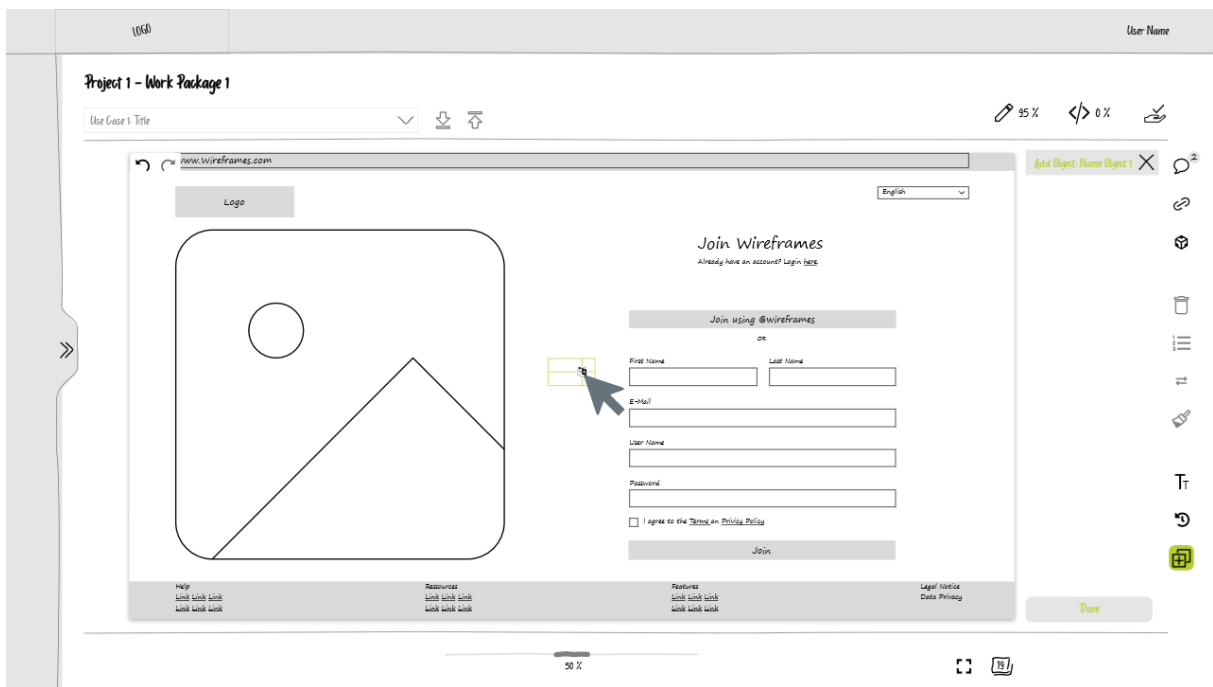 LOGO
User Name
Project 1 - Work Package 1
Use Case 1: Title
95 %
0 %
www.Wireframes.com
Add Object: Name Object 1
2
Logo
English
Join Wireframes
Already have an account? Login here
Join using @wireframes
OR
First Name Last Name
E-Mail
User Name
Password
I agree to the Terms an Privicy Policy
Join
Help Ressources Features Legal Notice
Link Link Link Link Link Link Link Link Link Data Privacy
Link Link Link Link Link Link Link Link Link
Done
50 %
19